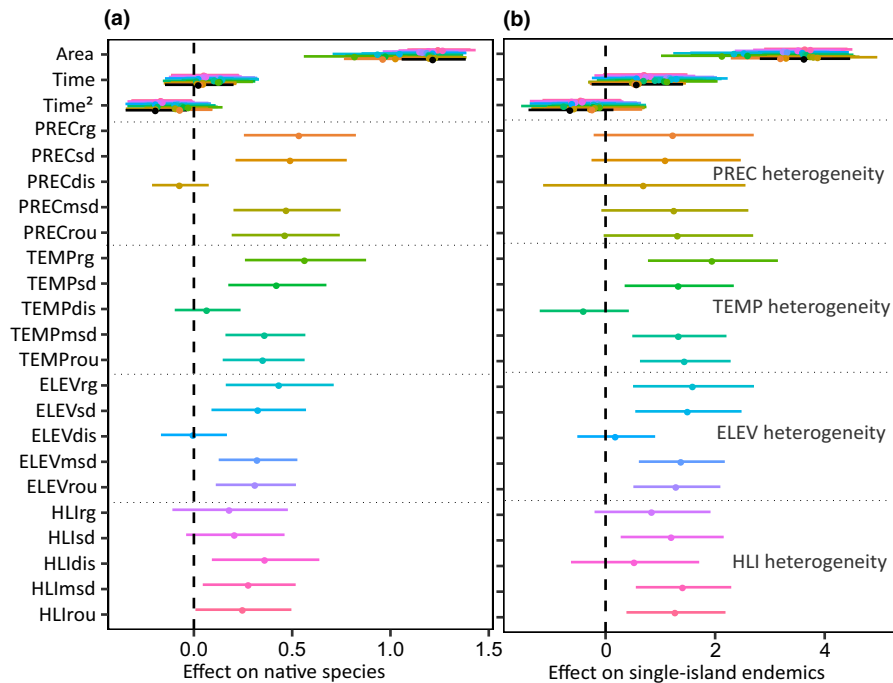 (a) (b)
Area
Time
Time²
PRECrg
PRECsd
PRECdis PREC heterogeneity
PRECmsd
PRECrou
TEMPrg
TEMPsd
TEMPdis TEMP heterogeneity
TEMPmsd
TEMProu
ELEVrg
ELEVsd
ELEVdis ELEV heterogeneity
ELEVmsd
ELEVrou
HLIrg
HLIsd
HLIdis HLI heterogeneity
HLImsd
HLIrou
0.0 0.5 1.0 1.5 0 2 4
Effect on native species Effect on single-island endemics